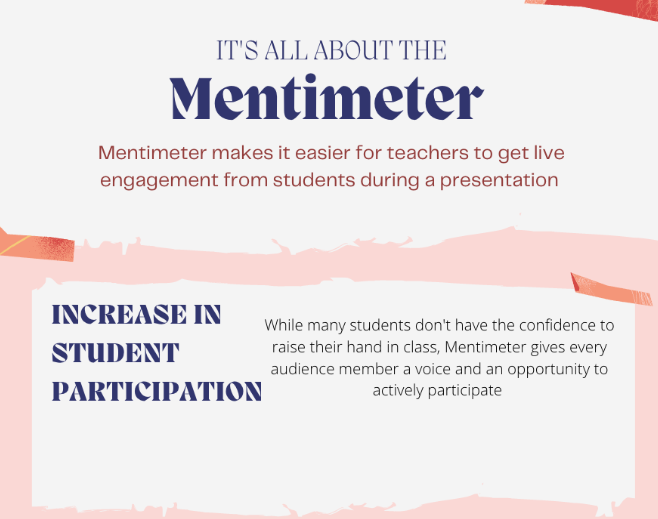 IT'S ALL ABOUT THE
Mentimeter
Mentimeter makes it easier for teachers to get live
engagement from students during a presentation
INCREASE IN
STUDENT
PARTICIPATION
While many students don't have the confidence to
raise their hand in class, Mentimeter gives every
audience member a voice and an opportunity to
actively participate